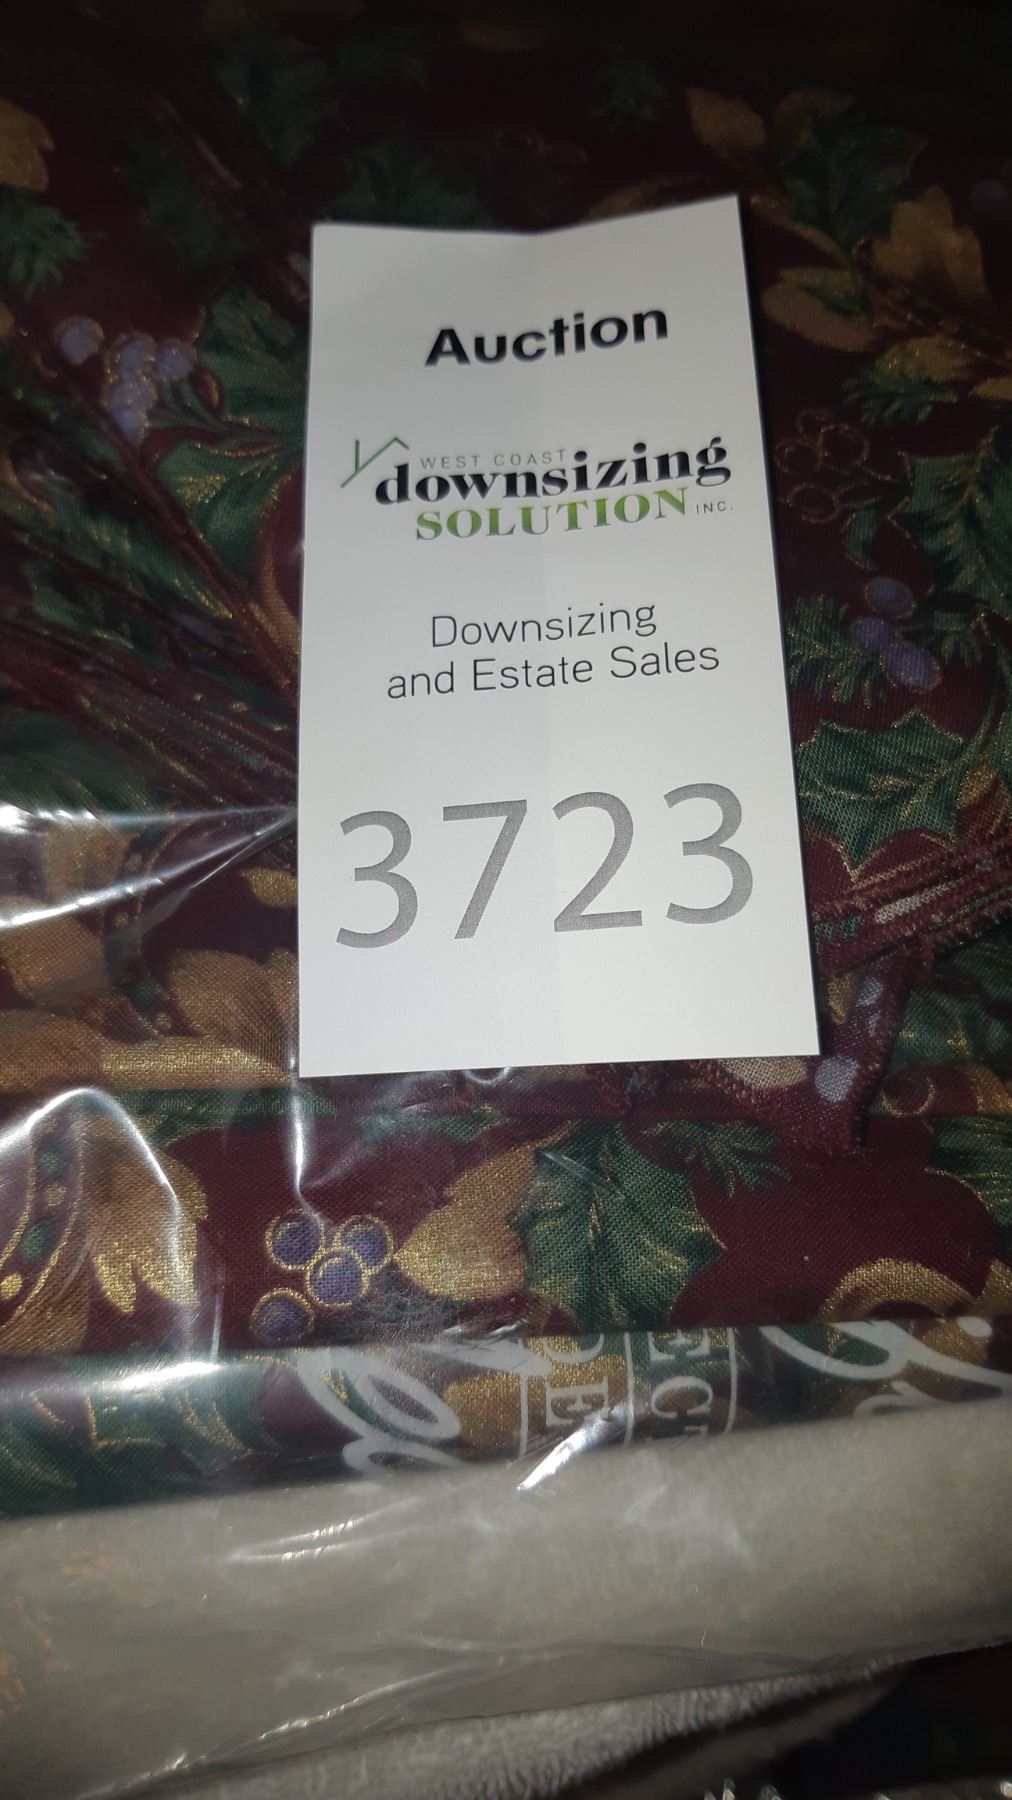 Auction
WEST COAST
downsizing
SOLUTION INC.
Downsizing
and Estate Sales
3723